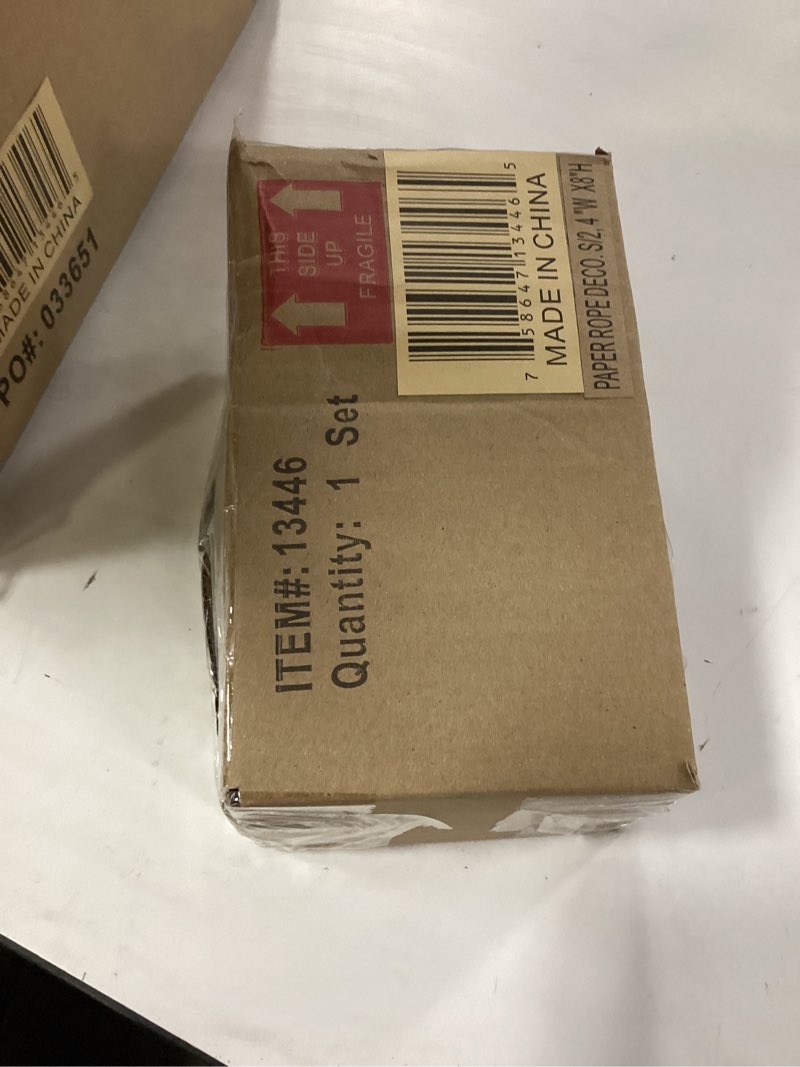 THIS
SIDE
UP
FRAGILE
7 58647 13446 5
MADE IN CHINA
PAPER ROPE DECO. S/2, 4 "W X8"H
ITEM#: 13446
Quantity: 1 Set
MADE IN CHINA
PO#: 033651